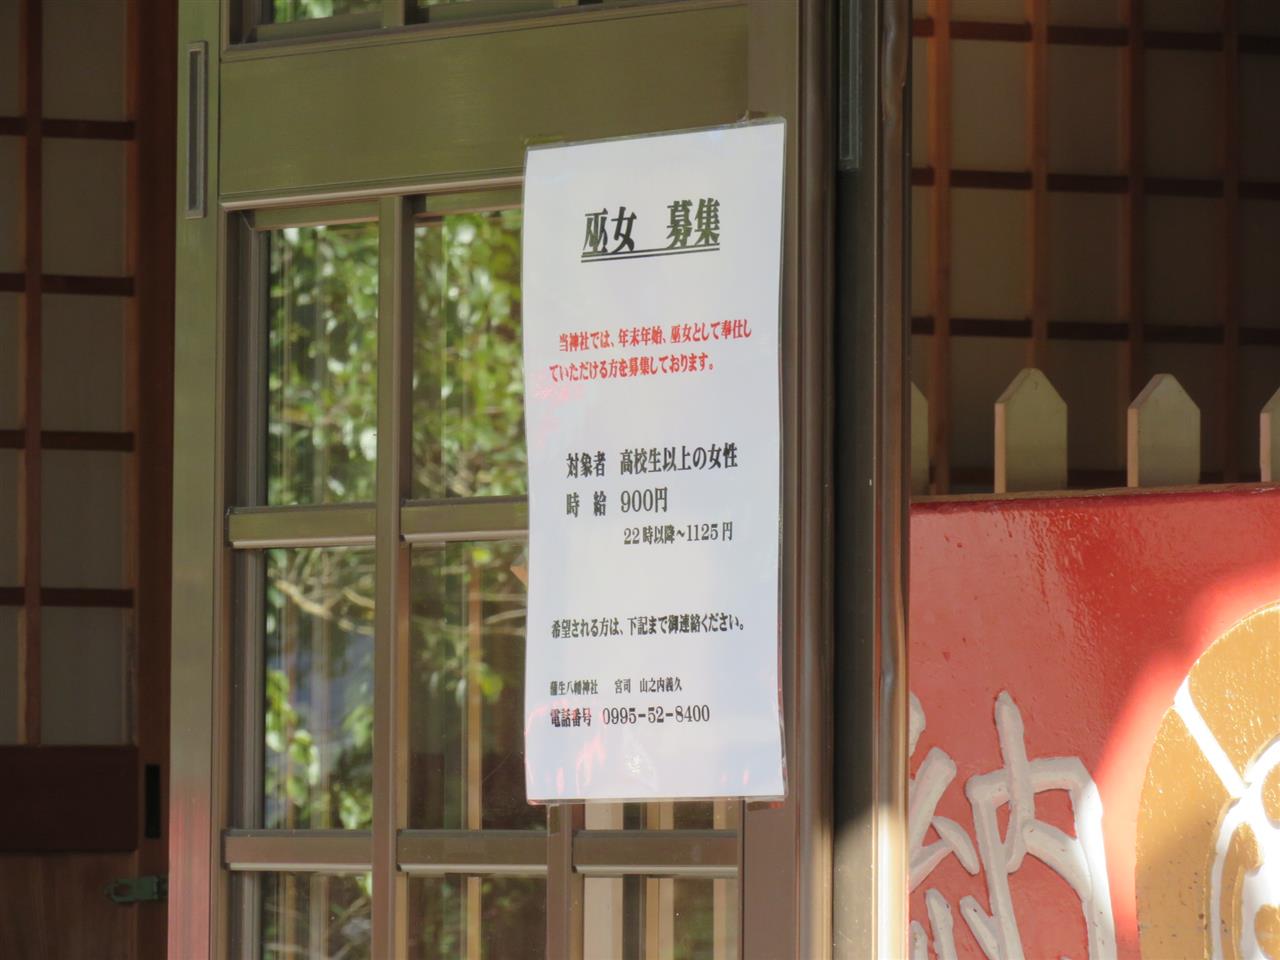 巫女　募集
当神社では、年末年始、巫女として奉仕し
ていただける方を募集しております。
対象者　高校生以上の女性
時　給　900円
22時以降～1125円
希望される方は、下記まで御連絡ください。
蒲生八幡神社　宮司　山之内義久
電話番号　0995-52-8400
納